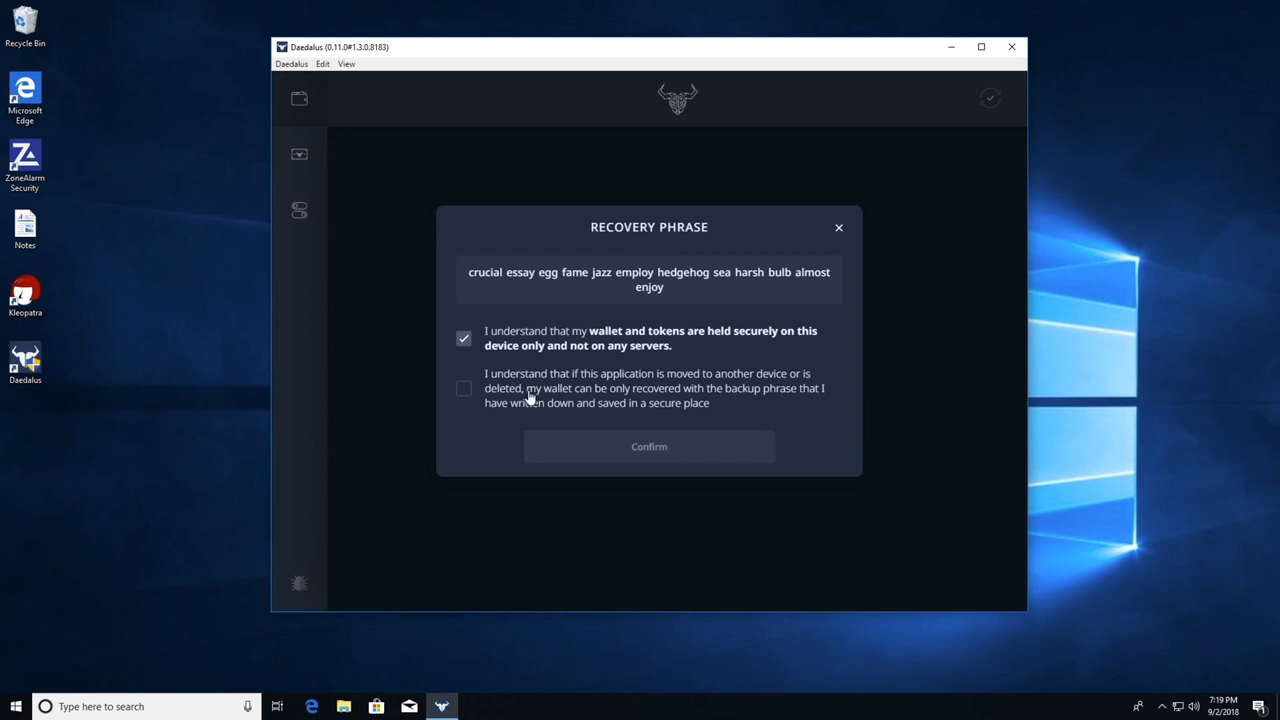 Recycle Bin
Microsoft
Edge
ZoneAlarm
Security
Notes
Kleopatra
Daedalus
Daedalus (0.11.0#1.3.0.8183)
Daedalus Edit View
RECOVERY PHRASE
crucial essay egg fame jazz employ hedgehog sea harsh bulb almost
enjoy
I understand that my wallet and tokens are held securely on this
device only and not on any servers.
I understand that if this application is moved to another device or is
deleted, my wallet can be only recovered with the backup phrase that I
have written down and saved in a secure place
Confirm
Type here to search
7:19 PM
9/2/2018